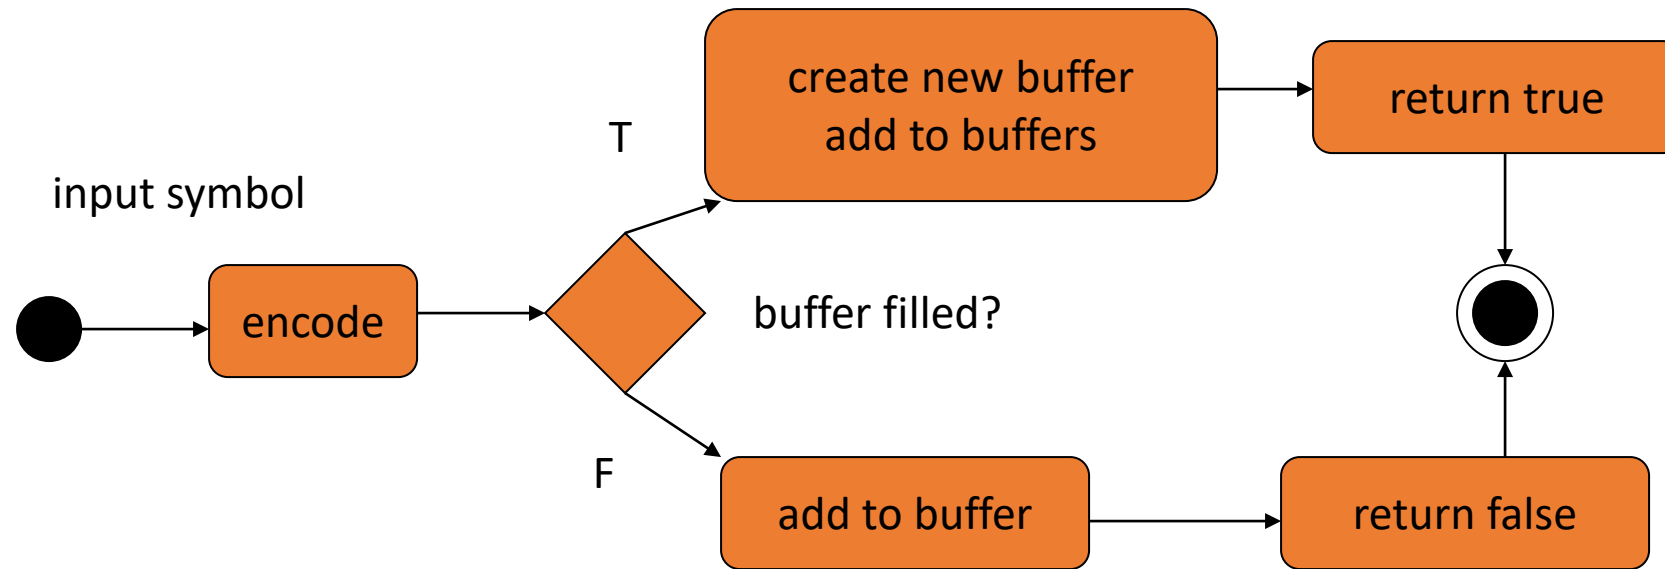 input symbol
encode
T
F
buffer filled?
create new buffer
add to buffers
return true
add to buffer
return false